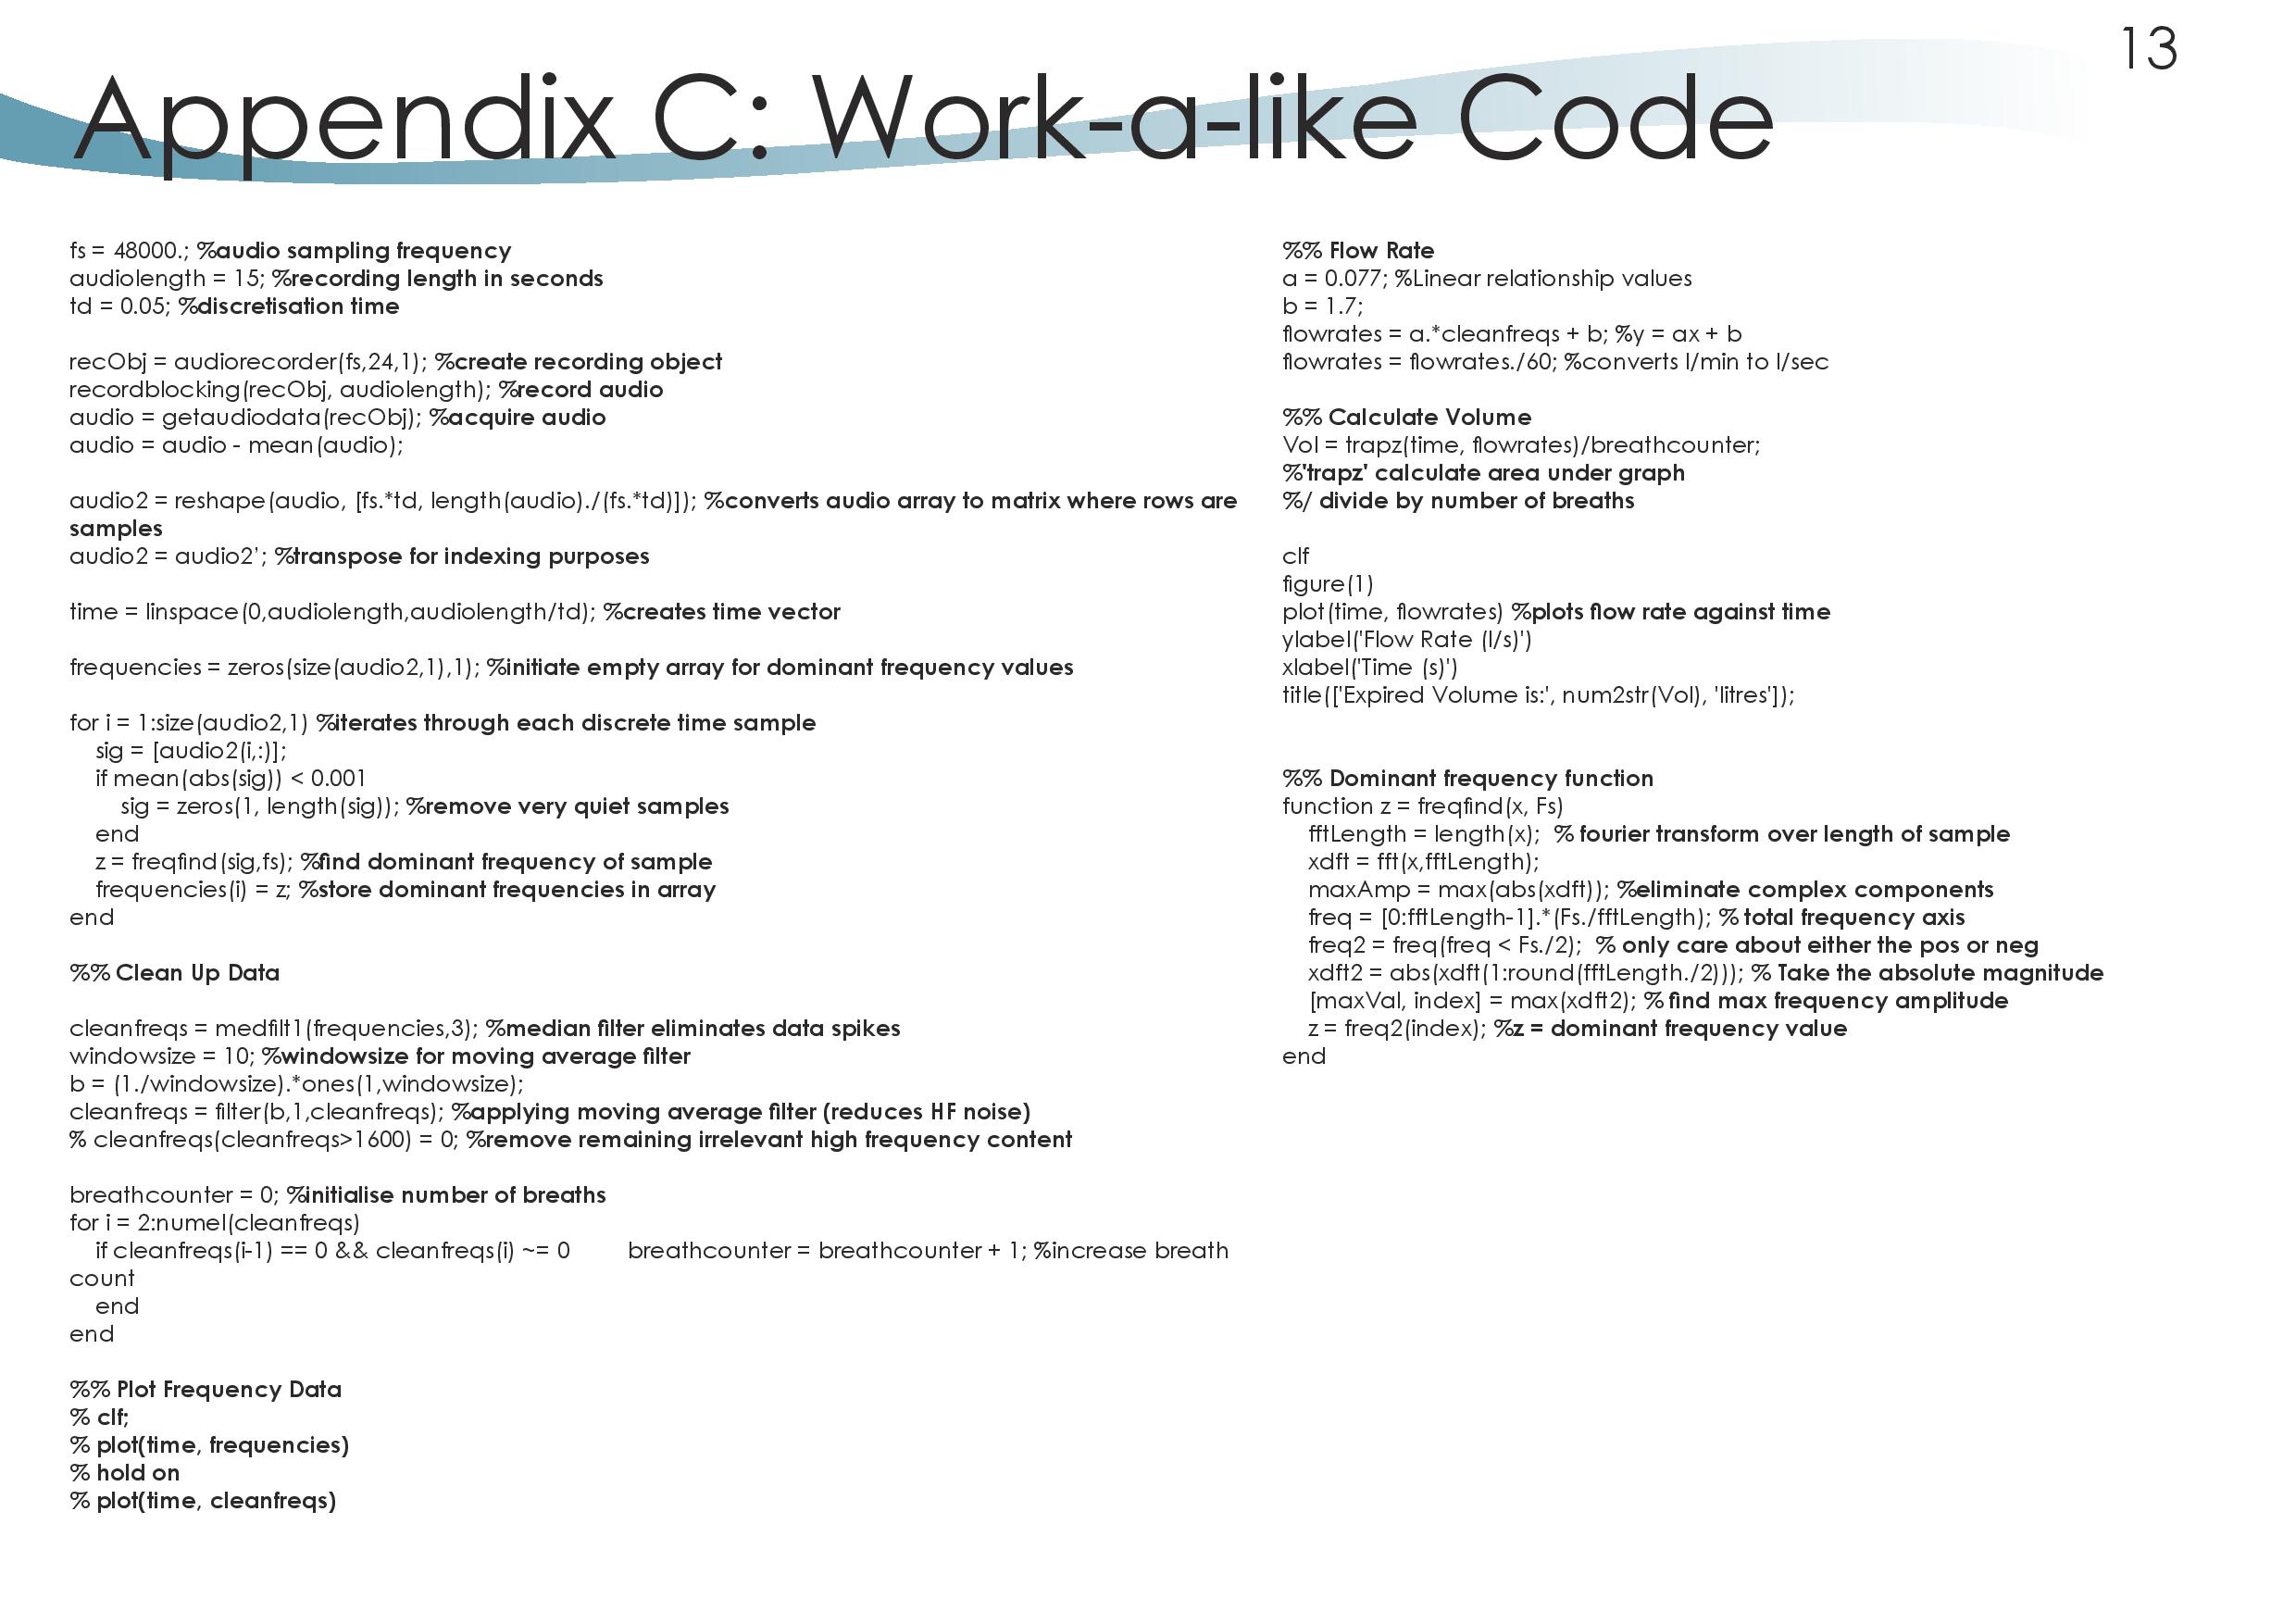 13
Appendix C: Work-a-like Code
fs = 48000.; %audio sampling frequency
audiolength = 15; %recording length in seconds
td = 0.05; %discretisation time
recObj = audiorecorder(fs,24,1); %create recording object
recordblocking(recObj, audiolength); %record audio
audio = getaudiodata(recObj); %acquire audio
audio = audio - mean(audio);
audio2 = reshape(audio, [fs.*td, length(audio)./(fs.*td)]); %converts audio array to matrix where rows are
samples
audio2 = audio2’; %transpose for indexing purposes
time = linspace(0,audiolength,audiolength/td); %creates time vector
frequencies = zeros(size(audio2,1),1); %initiate empty array for dominant frequency values
for i = 1:size(audio2,1) %iterates through each discrete time sample
sig = [audio2(i,:)];
if mean(abs(sig)) < 0.001
sig = zeros(1, length(sig)); %remove very quiet samples
end
z = freqfind(sig,fs); %find dominant frequency of sample
frequencies(i) = z; %store dominant frequencies in array
end
%% Clean Up Data
cleanfreqs = medfilt1(frequencies,3); %median filter eliminates data spikes
windowsize = 10; %windowsize for moving average filter
b = (1./windowsize).*ones(1,windowsize);
cleanfreqs = filter(b,1,cleanfreqs); %applying moving average filter (reduces HF noise)
% cleanfreqs(cleanfreqs>1600) = 0; %remove remaining irrelevant high frequency content
breathcounter = 0; %initialise number of breaths
for i = 2:numel(cleanfreqs)
if cleanfreqs(i-1) == 0 && cleanfreqs(i) ~= 0 breathcounter = breathcounter + 1; %increase breath
count
end
end
%% Plot Frequency Data
% clf;
% plot(time, frequencies)
% hold on
% plot(time, cleanfreqs)
%% Flow Rate
a = 0.077; %Linear relationship values
b = 1.7;
flowrates = a.*cleanfreqs + b; %y = ax + b
flowrates = flowrates./60; %converts l/min to l/sec
%% Calculate Volume
Vol = trapz(time, flowrates)/breathcounter;
%'trapz' calculate area under graph
%/ divide by number of breaths
clf
figure(1)
plot(time, flowrates) %plots flow rate against time
ylabel('Flow Rate (l/s)')
xlabel('Time (s)')
title(['Expired Volume is:', num2str(Vol), 'litres']);
%% Dominant frequency function
function z = freqfind(x, Fs)
fftLength = length(x); % fourier transform over length of sample
xdft = fft(x,fftLength);
maxAmp = max(abs(xdft)); %eliminate complex components
freq = [0:fftLength-1].*(Fs./fftLength); % total frequency axis
freq2 = freq(freq < Fs./2); % only care about either the pos or neg
xdft2 = abs(xdft(1:round(fftLength./2))); % Take the absolute magnitude
[maxVal, index] = max(xdft2); % find max frequency amplitude
z = freq2(index); %z = dominant frequency value
end